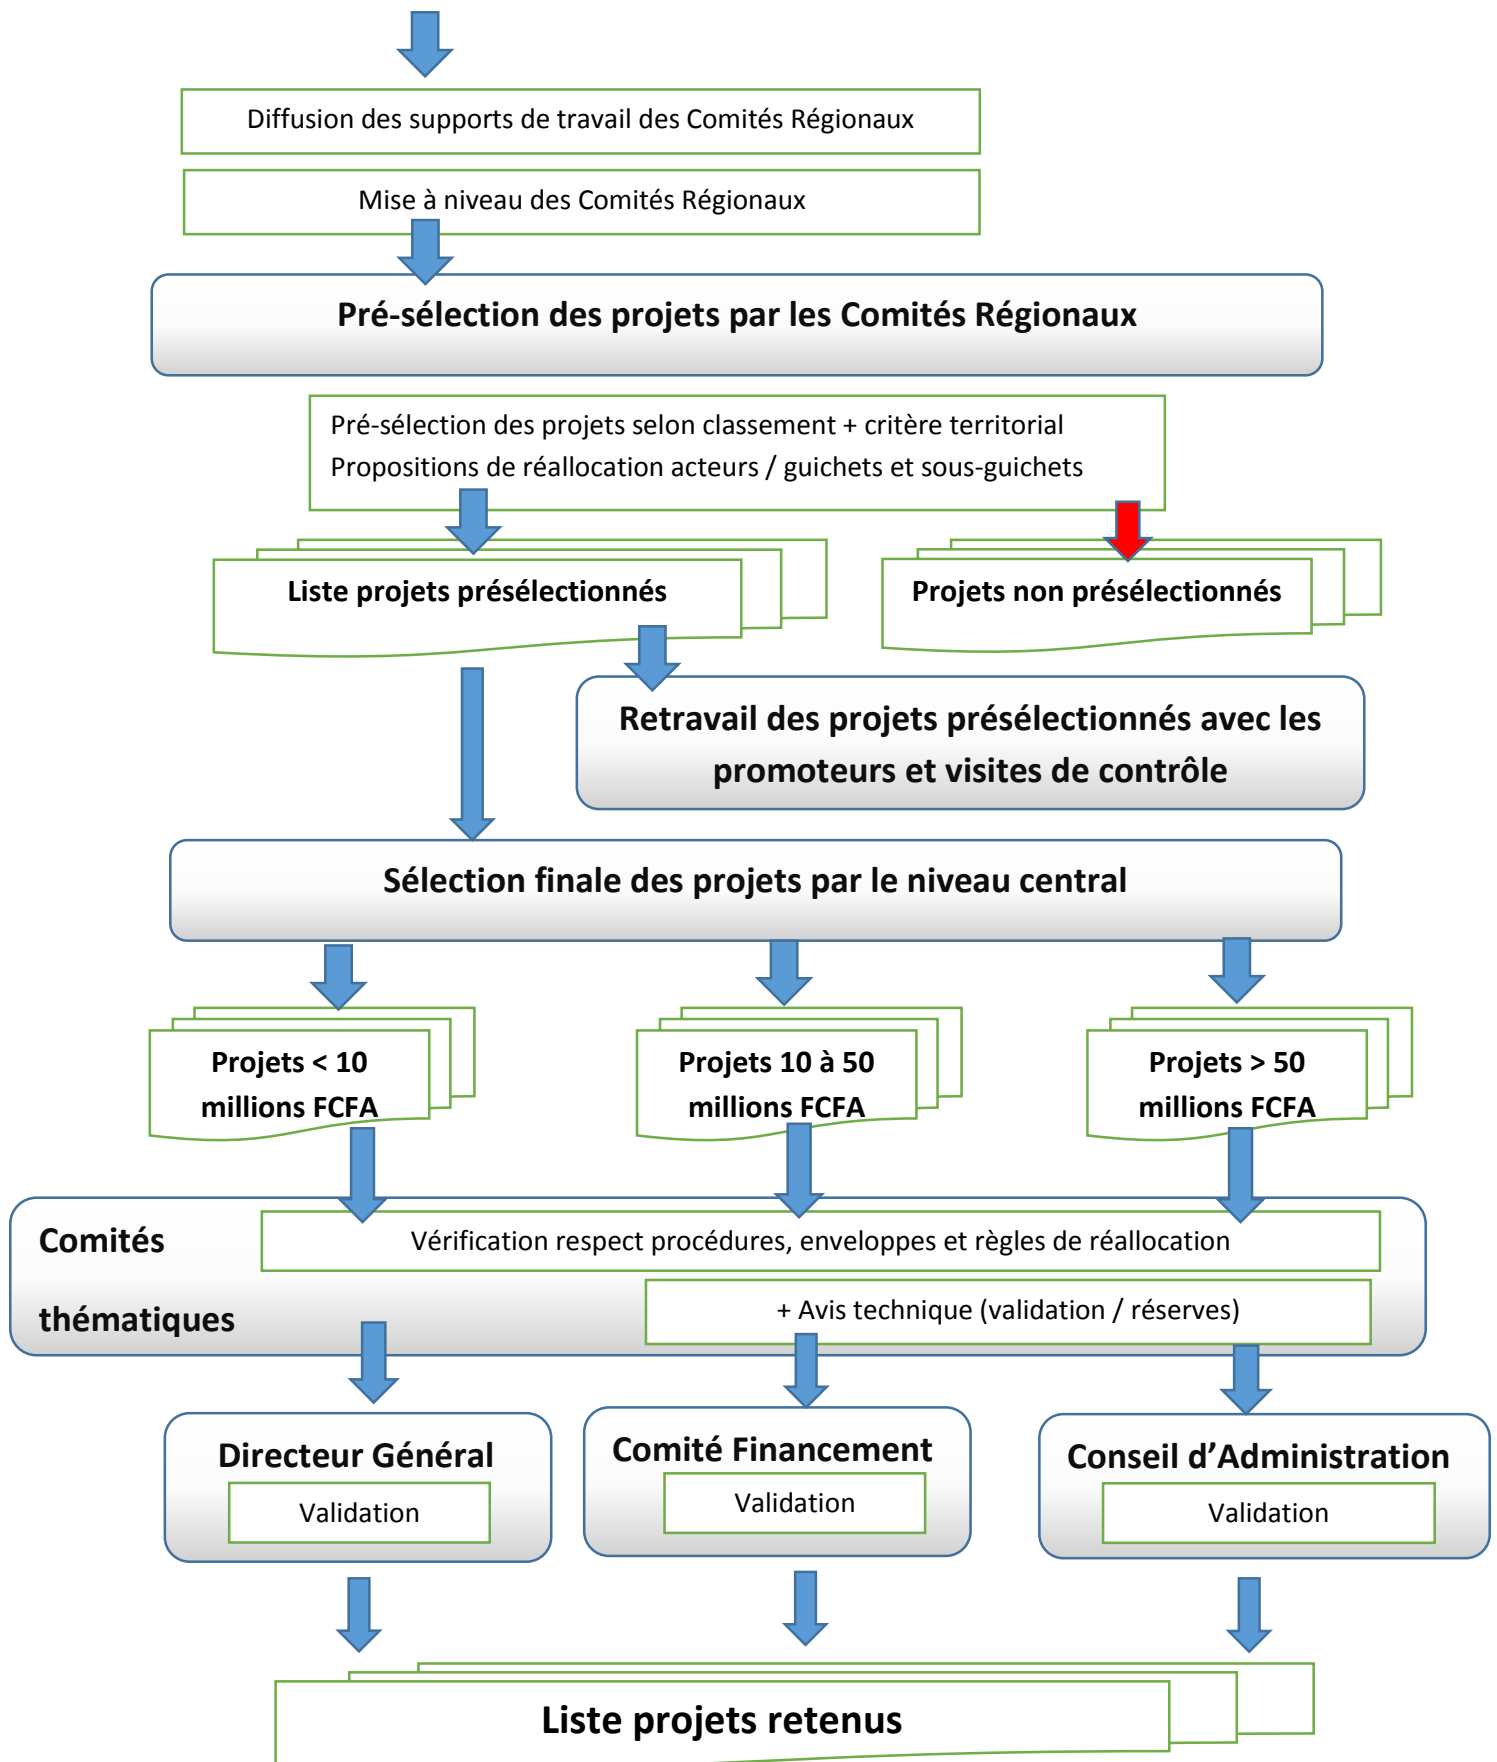 Diffusion des supports de travail des Comités Régionaux
Mise à niveau des Comités Régionaux
Pré-sélection des projets par les Comités Régionaux
Pré-sélection des projets selon classement + critère territorial
Propositions de réallocation acteurs / guichets et sous-guichets
Liste projets présélectionnés
Projets non présélectionnés
Retravail des projets présélectionnés avec les
promoteurs et visites de contrôle
Sélection finale des projets par le niveau central
Projets < 10
millions FCFA
Projets 10 à 50
millions FCFA
Projets > 50
millions FCFA
Comités
thématiques
Vérification respect procédures, enveloppes et règles de réallocation
+ Avis technique (validation / réserves)
Directeur Général
Validation
Comité Financement
Validation
Conseil d’Administration
Validation
Liste projets retenus